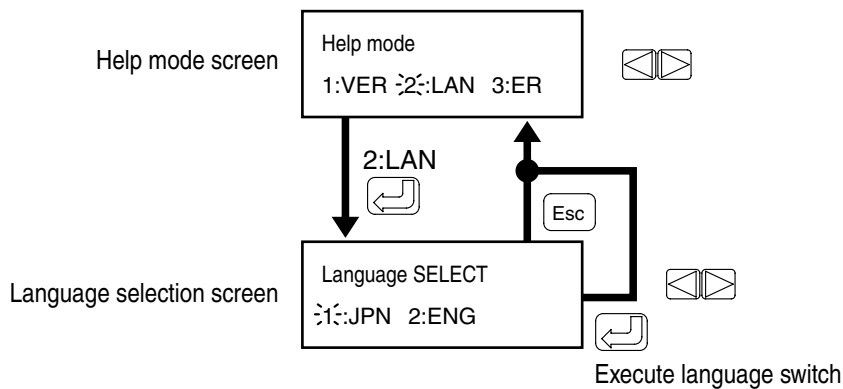 Help mode screen
Help mode
1:VER 2:LAN 3:ER
2:LAN
Esc
Language selection screen
Language SELECT
1:JPN 2:ENG
Execute language switch